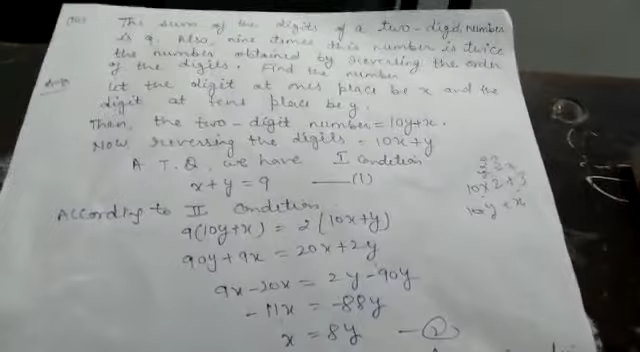 The sum of the digits of a two-digit number
is 9. Also, nine times this number is twice
the number obtained by reversing the order
of the digits. Find the number
Let the digit at ones place be x and the
digit at tens place be y.
Then, the two-digit number = 10y+x.
Now reversing the digits = 10x+y
A T.Q, we have I Condition
x+y = 9 —— (1)
10x2+3
10y+x
According to II Condition
9(10y+x) = 2(10x+y)
90y+9x = 20x+2y
9x-20x = 2y-90y
-11x = -88y
x = 8y —(2)